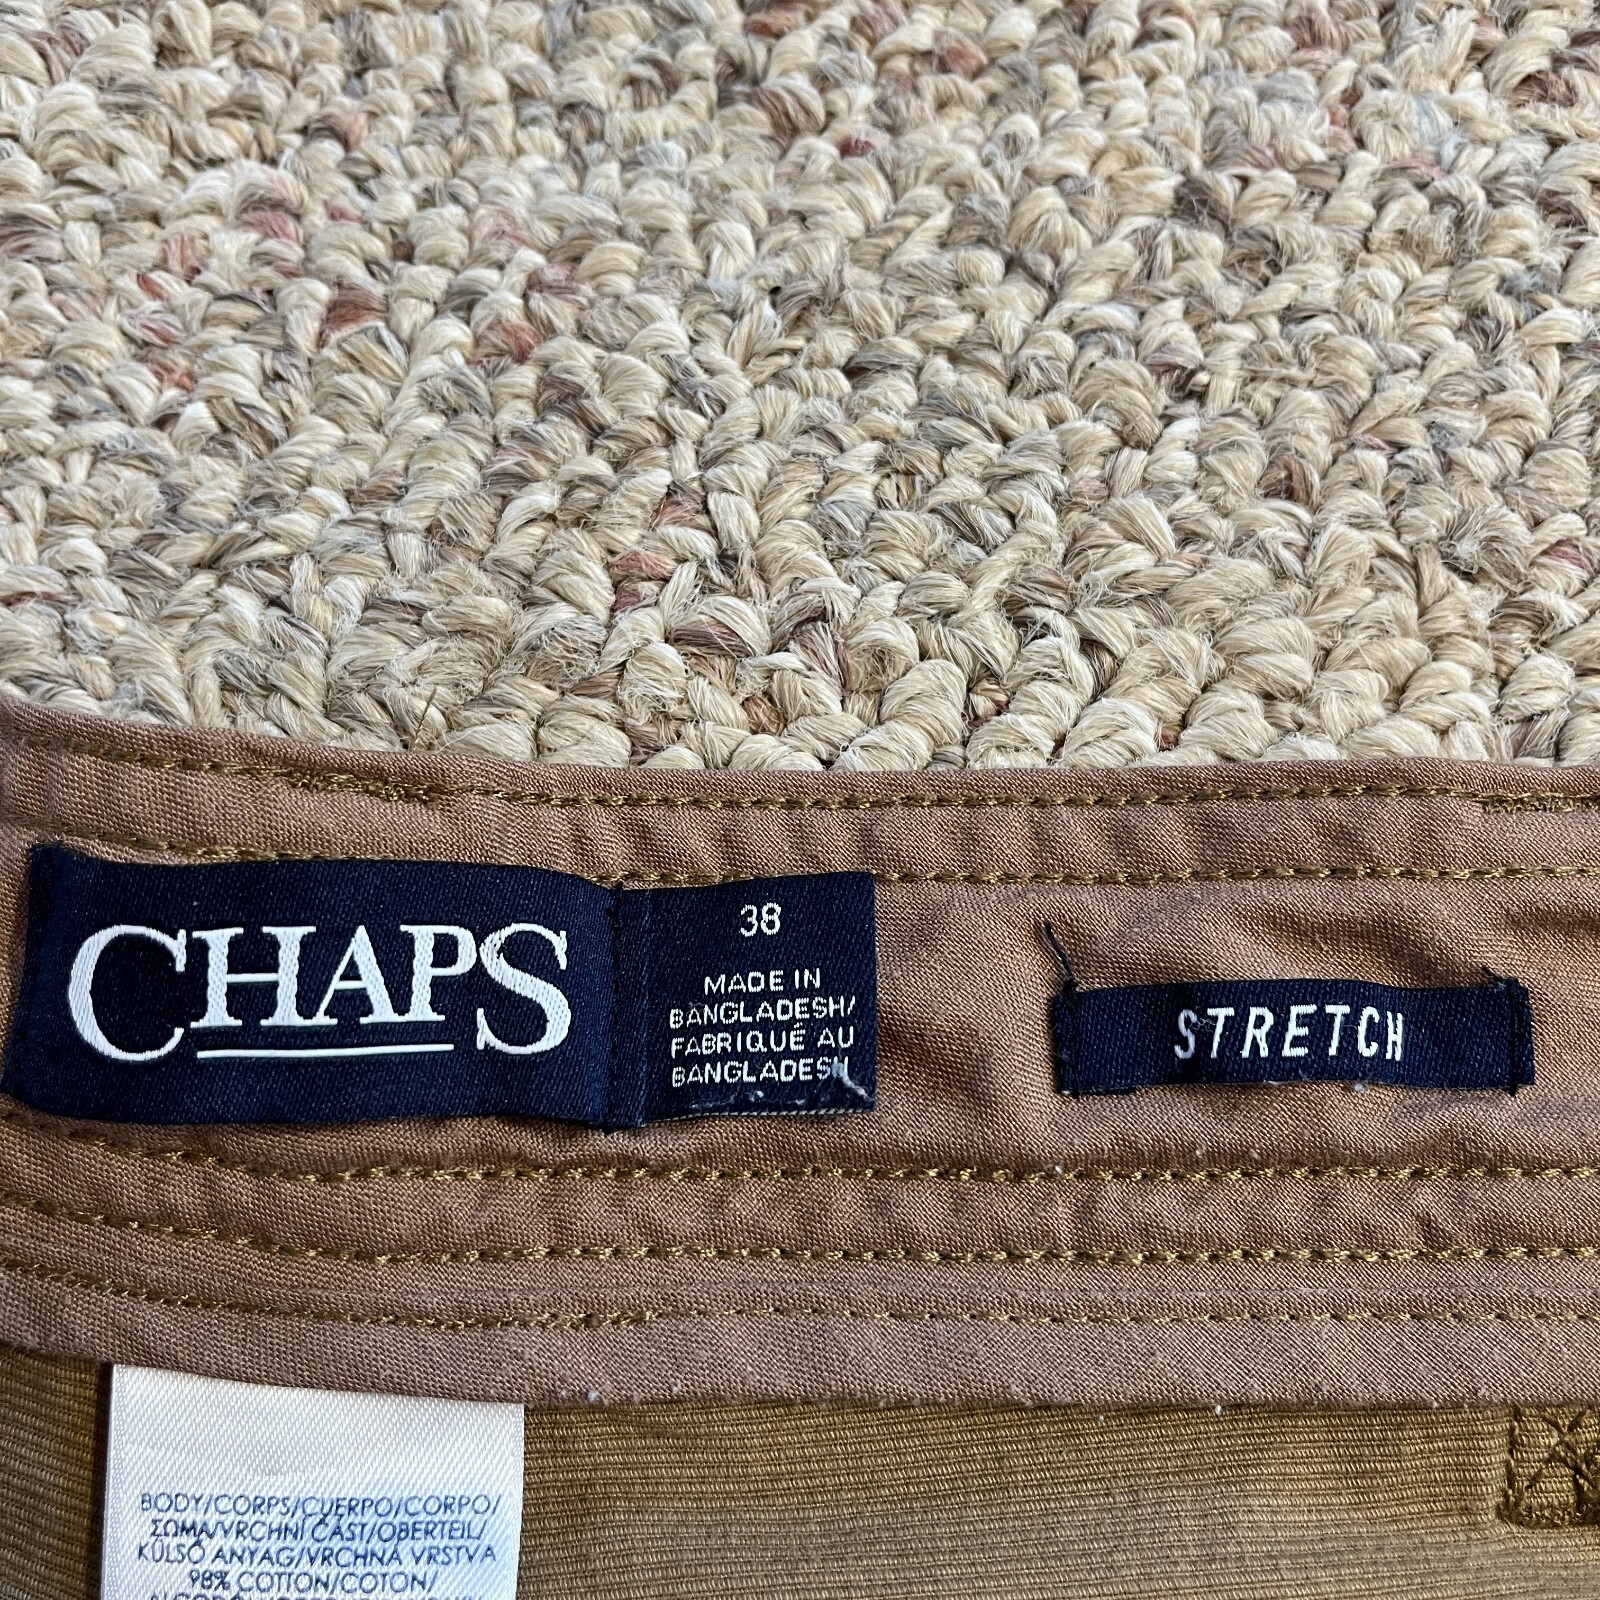 CHAPS
38
MADE IN
BANGLADESH/
FABRIQUÉ AU
BANGLADESH
STRETCH
BODY/CORPS/CUERPO/CORPO/
ΣΩΜΑ/VRCHNÍ ČÁST/OBERTEIL/
KÜLSŐ ANYAG/VRCHNÁ VRSTVA
98% COTTON/COTON/